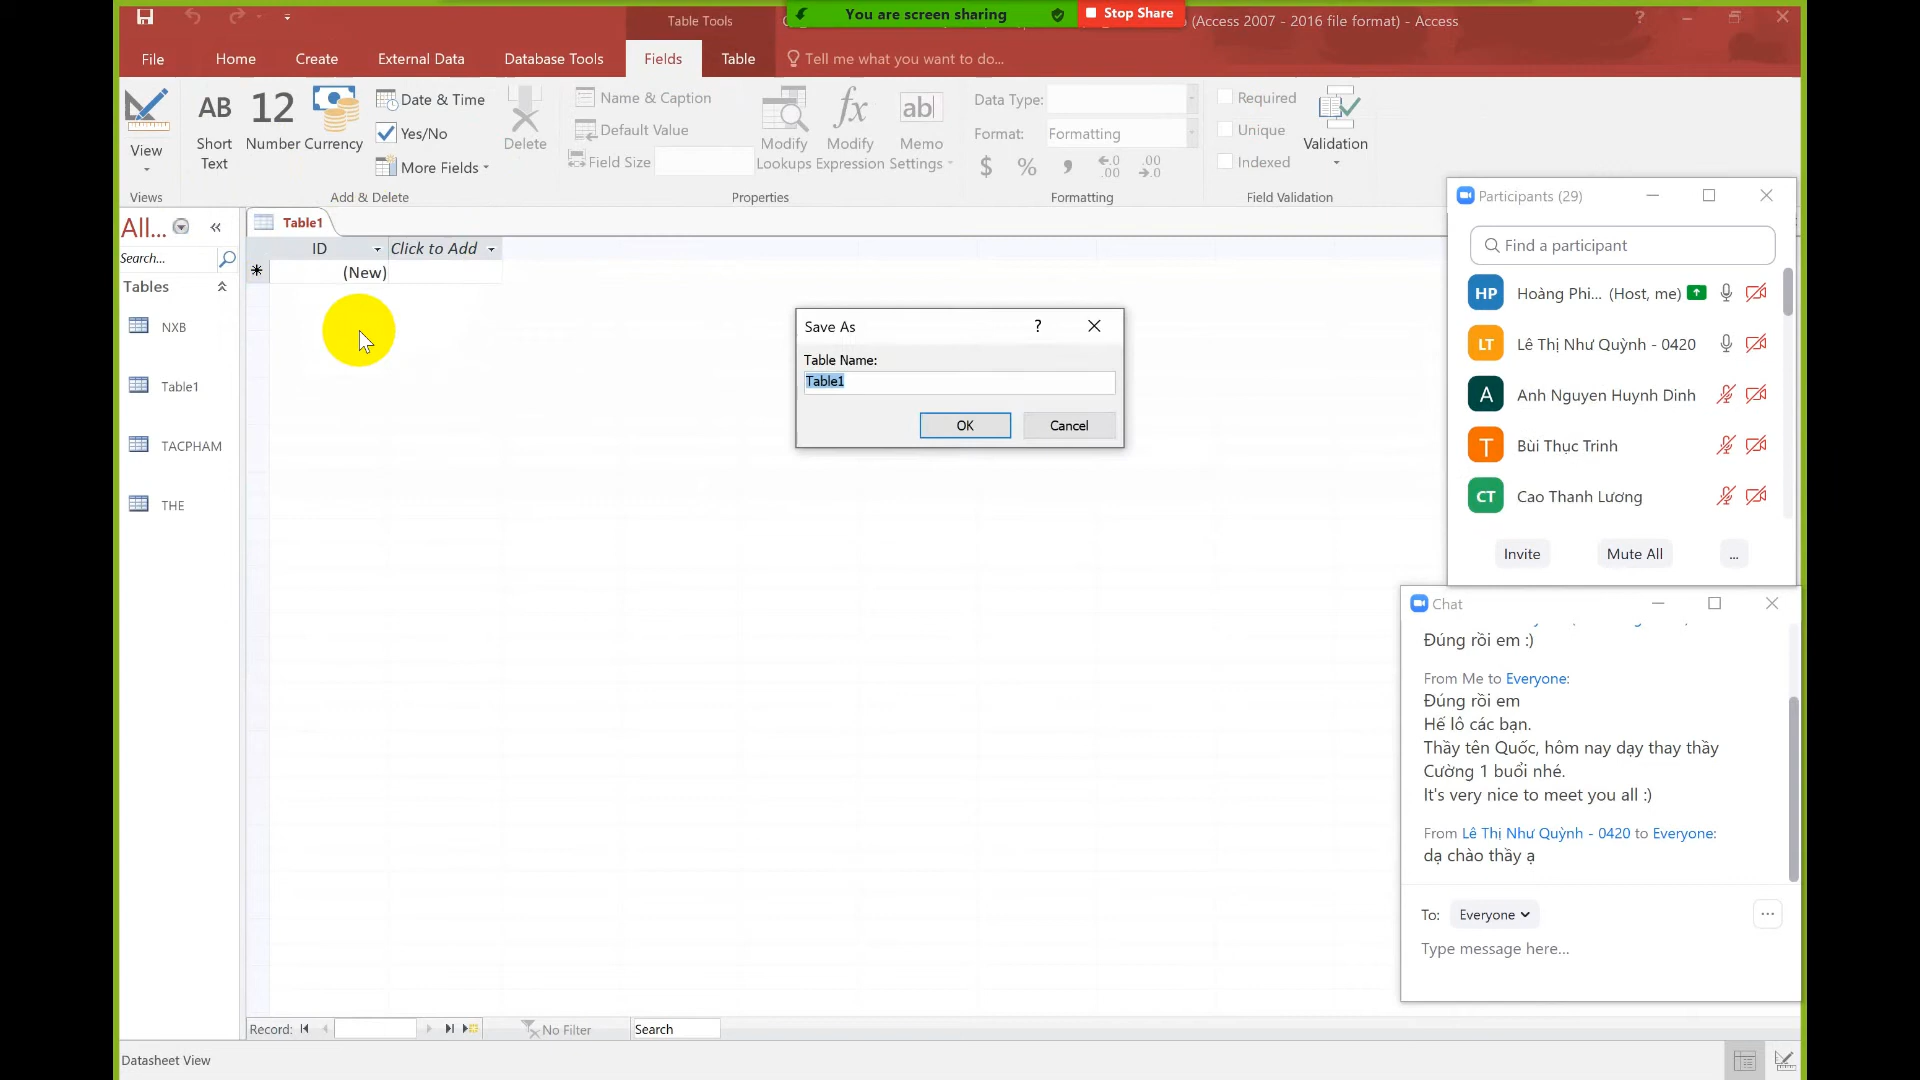 You are screen sharing
Stop Share
Table Tools
(Access 2007 - 2016 file format) - Access
File
Home
Create
External Data
Database Tools
Fields
Table
Tell me what you want to do...
View
Views
AB
Short
Text
12
Number
Currency
Date & Time
Yes/No
More Fields
Delete
Add & Delete
Name & Caption
Default Value
Field Size
Modify
Lookups
fx
Modify
Expression
ab
Memo
Settings
Properties
Data Type:
Format:
Formatting
$ % , .00 .00
Formatting
Required
Unique
Indexed
Validation
Field Validation
All...
Search...
Tables
NXB
Table1
TACPHAM
THE
Table1
ID
Click to Add
(New)
Save As
?
Table Name:
Table1
OK
Cancel
Participants (29)
Find a participant
HP
Hoàng Phi... (Host, me)
LT
Lê Thị Như Quỳnh - 0420
A
Anh Nguyen Huynh Dinh
T
Bùi Thục Trinh
CT
Cao Thanh Lương
Invite
Mute All
...
Chat
Đúng rồi em :)
From Me to Everyone:
Đúng rồi em
Hế lô các bạn.
Thầy tên Quốc, hôm nay dạy thay thầy
Cường 1 buổi nhé.
It's very nice to meet you all :)
From Lê Thị Như Quỳnh - 0420 to Everyone:
dạ chào thầy ạ
To:
Everyone
Type message here...
Record:
No Filter
Search
Datasheet View